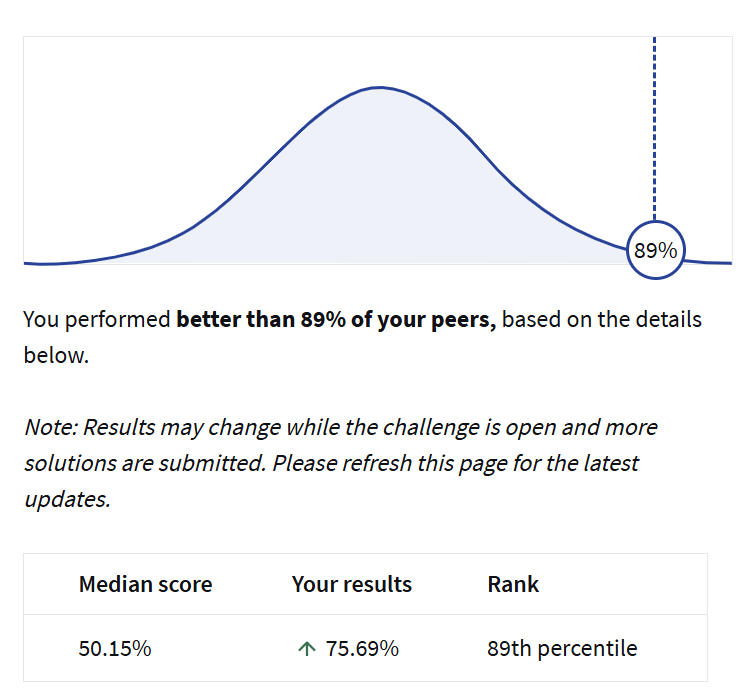 89%
You performed better than 89% of your peers, based on the details
below.
Note: Results may change while the challenge is open and more
solutions are submitted. Please refresh this page for the latest
updates.
Median score Your results Rank
50.15% ↑ 75.69% 89th percentile